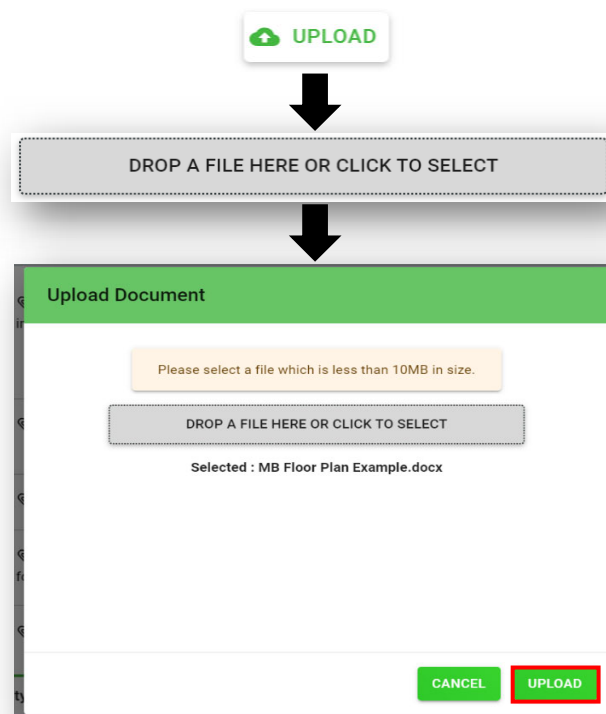 UPLOAD
DROP A FILE HERE OR CLICK TO SELECT
Upload Document
Please select a file which is less than 10MB in size.
DROP A FILE HERE OR CLICK TO SELECT
Selected : MB Floor Plan Example.docx
CANCEL UPLOAD